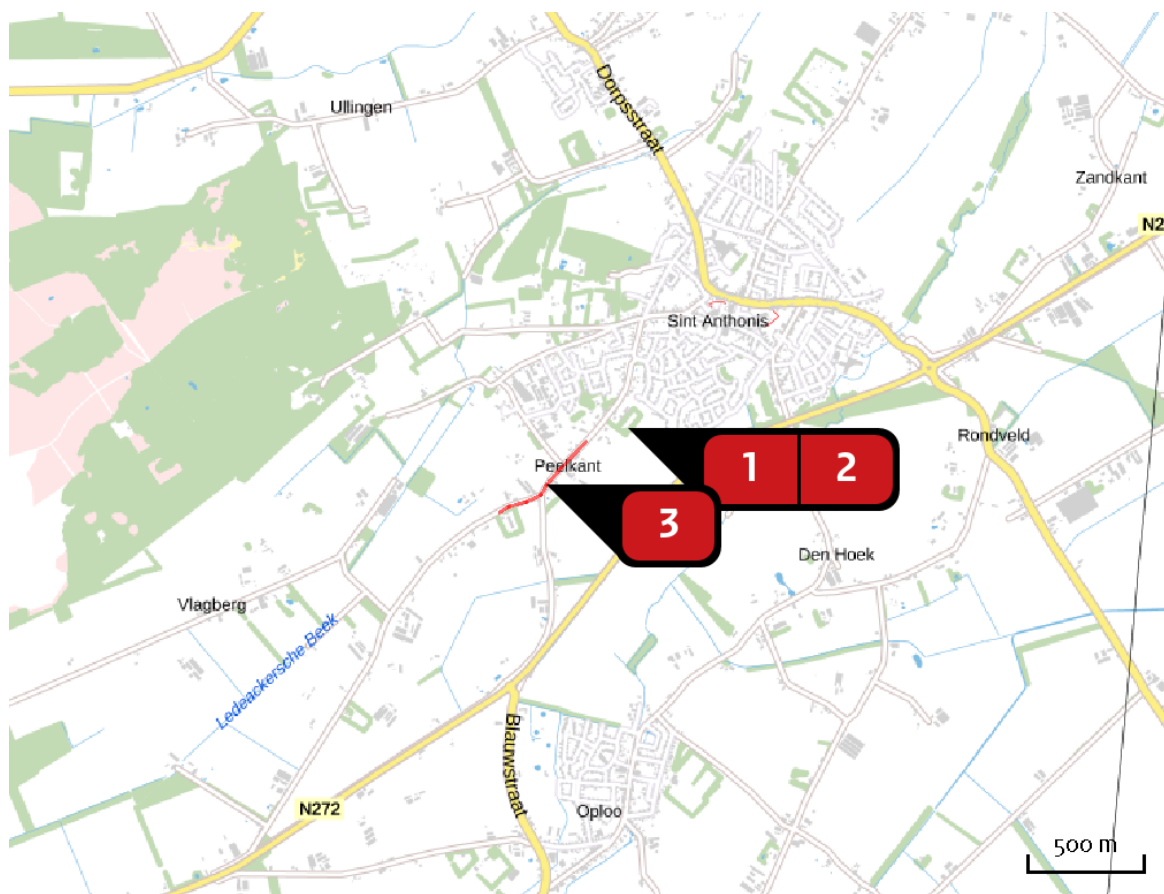 Dorpsstraat
Ullingen
Zandkant
N2
Sint Anthonis
Rondveld
Peelkant
1
2
3
Den Hoek
Vlagberg
Ledeackersche Beek
Blauwstraat
N272
Oploo
500 m